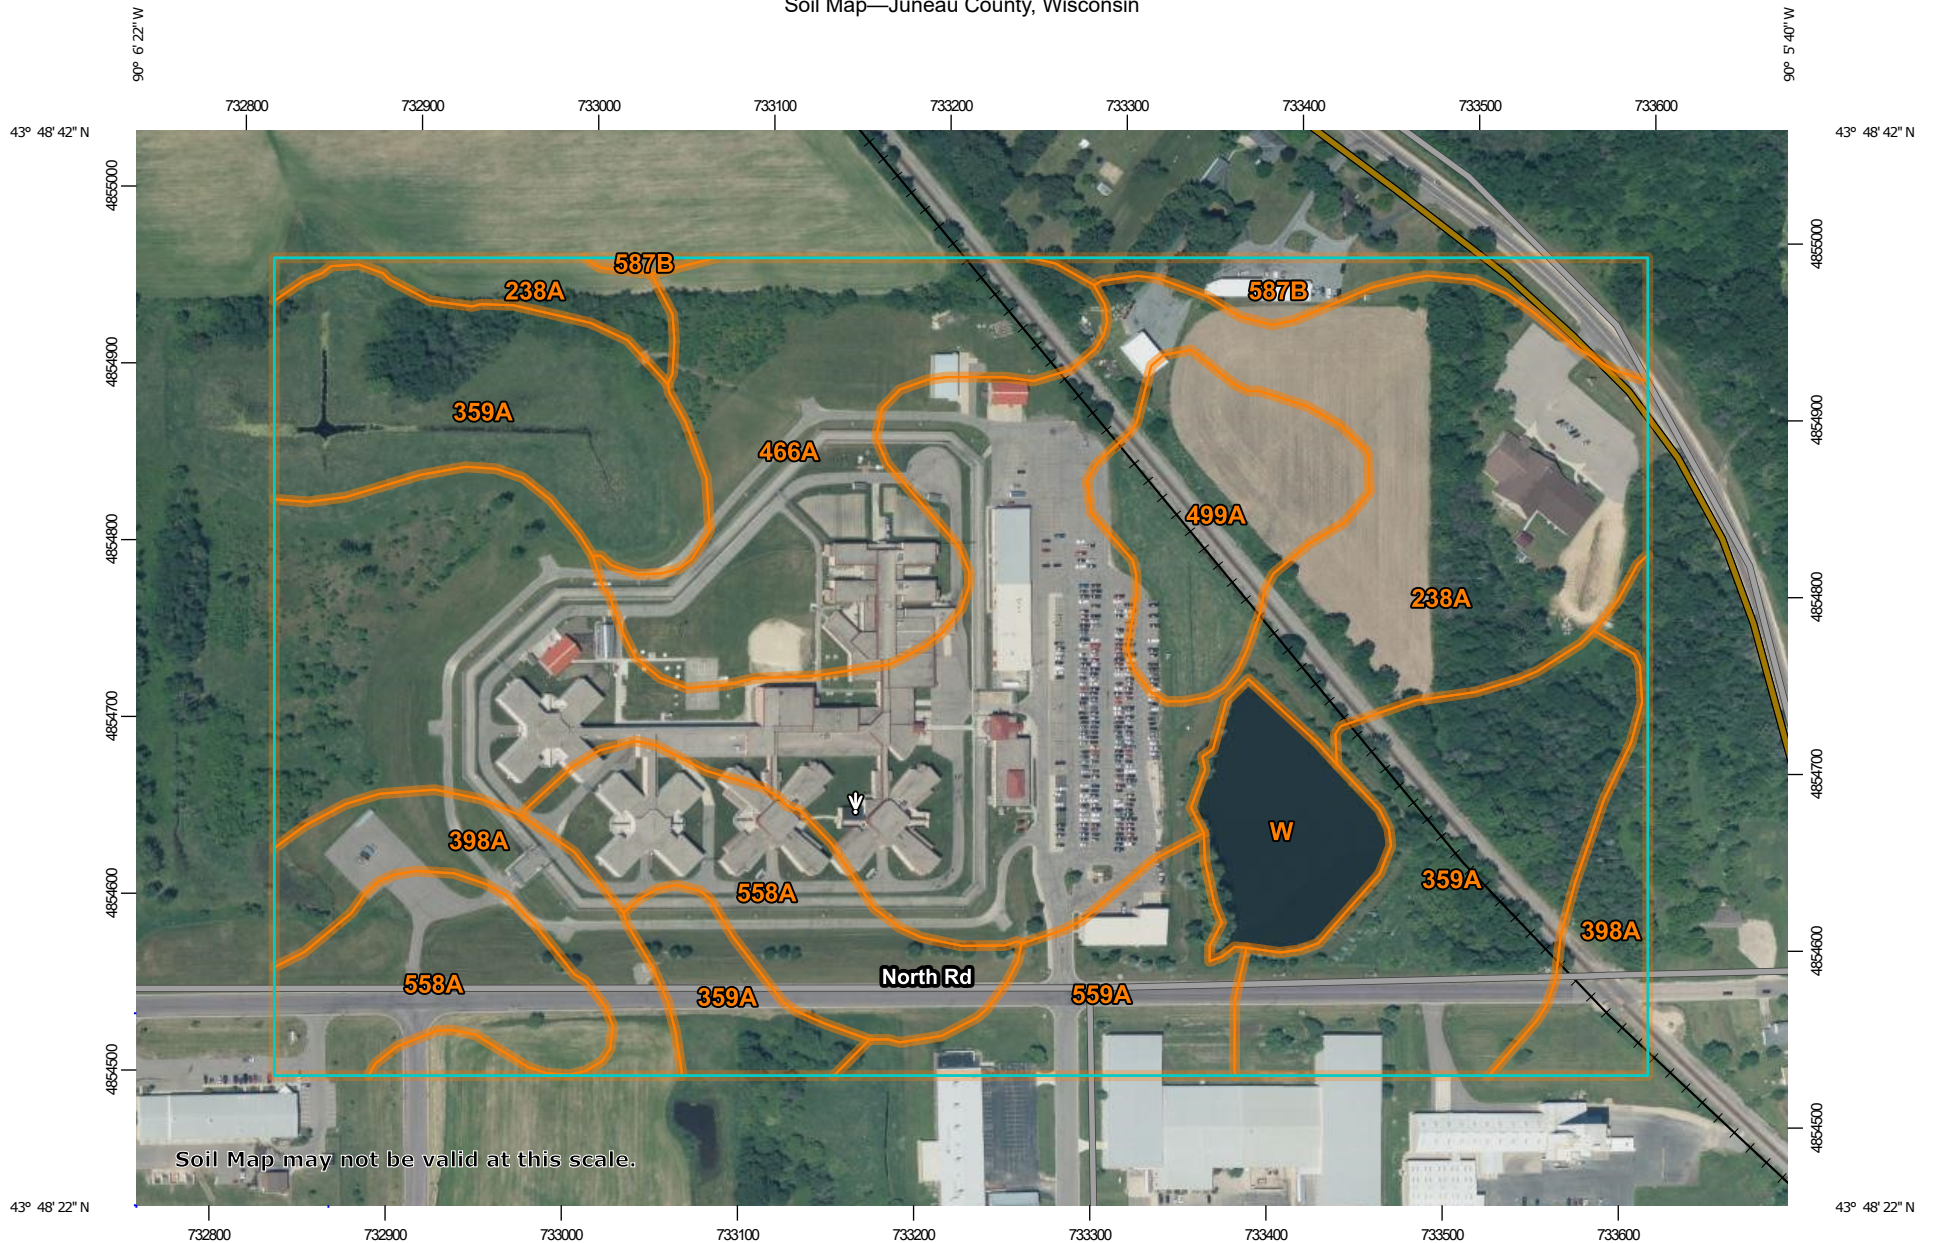 Soil Map—Juneau County, Wisconsin
90° 6' 22'' W
90° 5' 40'' W
732800 732900 733000 733100 733200 733300 733400 733500 733600
43° 48' 42'' N
43° 48' 42'' N
4855000
4854900
4854800
4854700
4854600
4854500
4855000
4854900
4854800
4854700
4854600
4854500
587B
238A
587B
359A
466A
499A
238A
398A
W
359A
558A
398A
558A
North Rd
359A
559A
Soil Map may not be valid at this scale.
43° 48' 22'' N
43° 48' 22'' N
732800 732900 733000 733100 733200 733300 733400 733500 733600